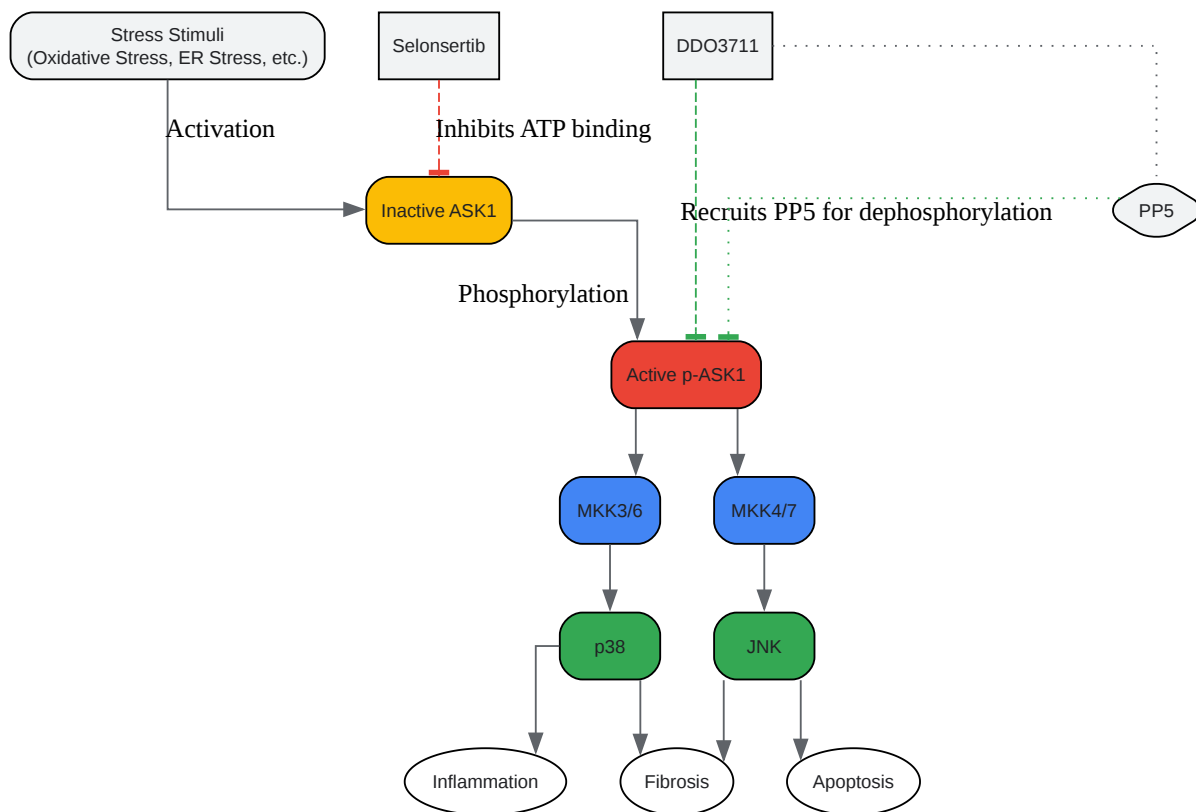 Stress Stimuli
(Oxidative Stress, ER Stress, etc.)
Selonsertib
DDO3711
Activation
Inhibits ATP binding
Inactive ASK1
Recruits PP5 for dephosphorylation
PP5
Phosphorylation
Active p-ASK1
MKK3/6
MKK4/7
p38
JNK
Inflammation
Fibrosis
Apoptosis